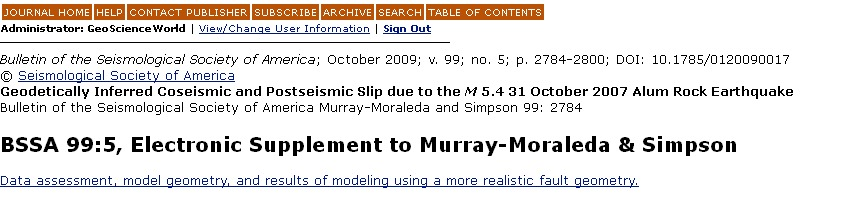 JOURNAL HOME HELP CONTACT PUBLISHER SUBSCRIBE ARCHIVE SEARCH TABLE OF CONTENTS
Administrator: GeoScienceWorld | View/Change User Information | Sign Out
Bulletin of the Seismological Society of America; October 2009; v. 99; no. 5; p. 2784-2800; DOI: 10.1785/0120090017
© Seismological Society of America
Geodetically Inferred Coseismic and Postseismic Slip due to the M 5.4 31 October 2007 Alum Rock Earthquake
Bulletin of the Seismological Society of America Murray-Moraleda and Simpson 99: 2784
BSSA 99:5, Electronic Supplement to Murray-Moraleda & Simpson
Data assessment, model geometry, and results of modeling using a more realistic fault geometry.